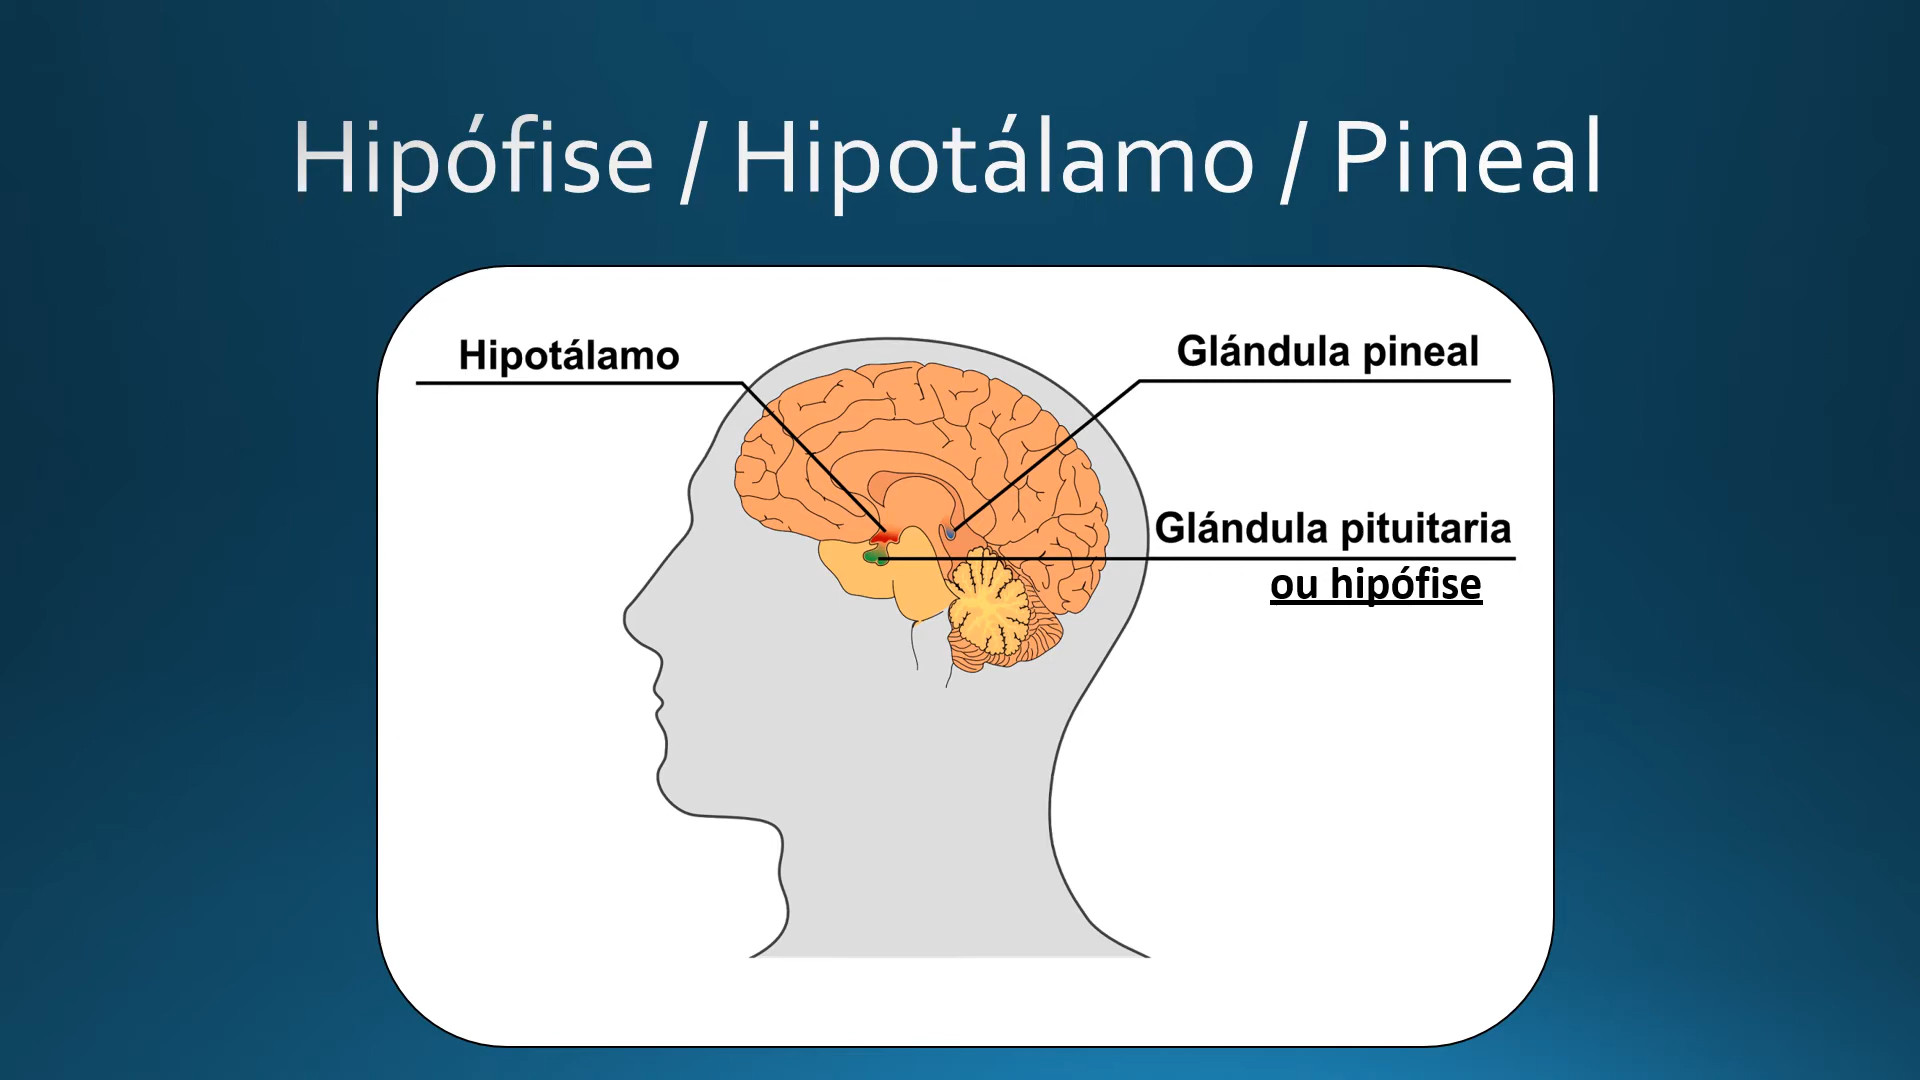 Hipófise / Hipotálamo / Pineal
Hipotálamo
Glándula pineal
Glándula pituitaria
ou hipófise